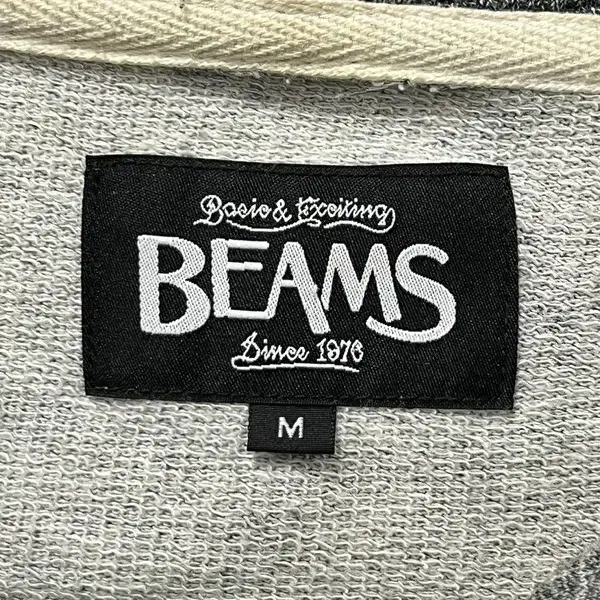 Basic & Exciting
BEAMS
Since 1976
M